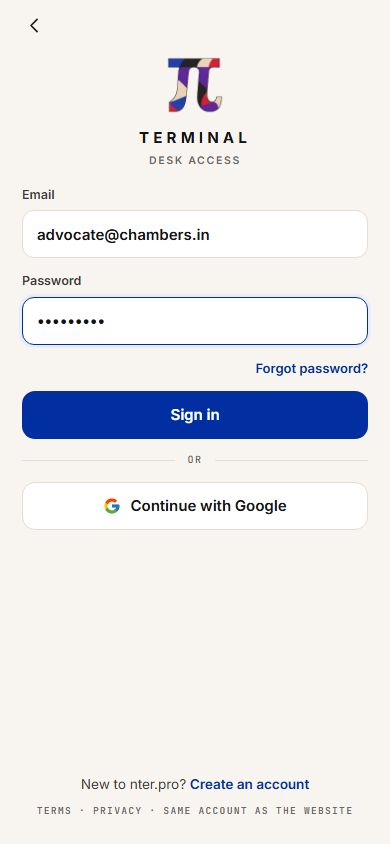 TERMINAL
DESK ACCESS
Email
advocate@chambers.in
Password
•••••••••
Forgot password?
Sign in
OR
Continue with Google
New to nter.pro? Create an account
TERMS · PRIVACY · SAME ACCOUNT AS THE WEBSITE